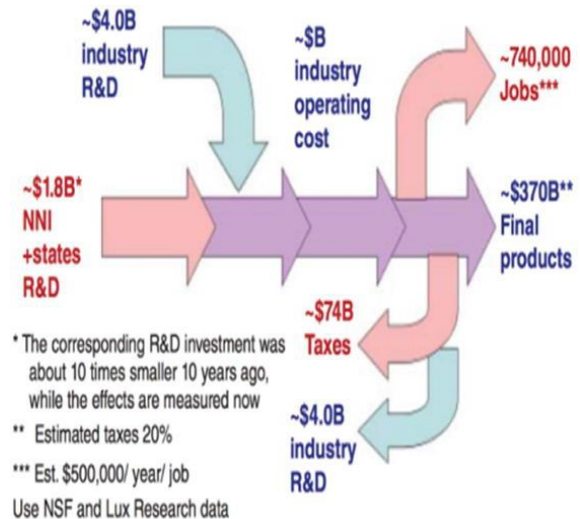 ~$4.0B
industry
R&D
~$B
industry
operating
cost
~740,000
Jobs***
~$1.8B*
NNI
+states
R&D
~$370B**
Final
products
~$74B
Taxes
~$4.0B
industry
R&D
* The corresponding R&D investment was
about 10 times smaller 10 years ago,
while the effects are measured now
** Estimated taxes 20%
*** Est. $500,000/ year/ job
Use NSF and Lux Research data